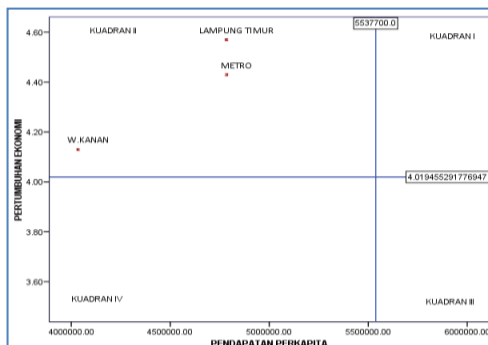 4.60
KUADRAN II
LAMPUNG TIMUR
5537700.0
KUADRAN I
METRO
4.40
4.20
W.KANAN
PERTUMBUHAN EKONOMI
4.00
4.019455291776947
3.60
KUADRAN IV
KUADRAN III
4000000.00
4500000.00
5000000.00
5500000.00
6000000.00
PENDAPATAN PERKAPITA